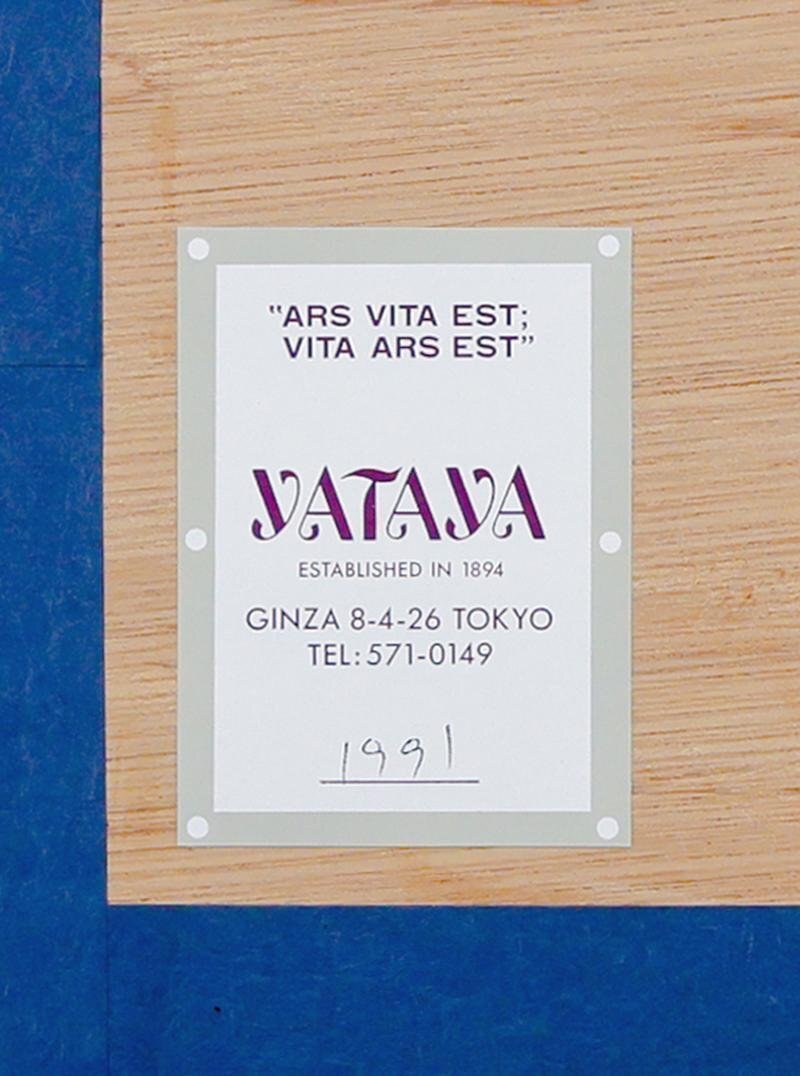 "ARS VITA EST;
VITA ARS EST"
YATAYA
ESTABLISHED IN 1894
GINZA 8-4-26 TOKYO
TEL: 571-0149
1991